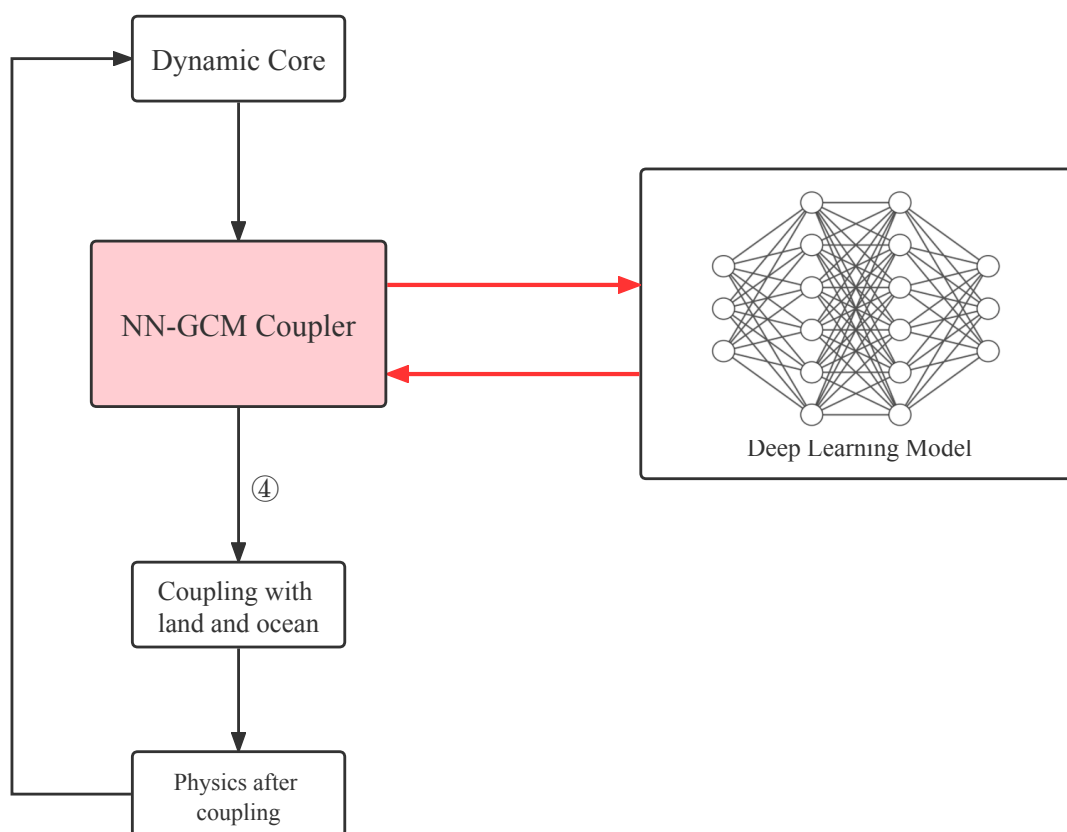 Dynamic Core
NN-GCM Coupler
Deep Learning Model
④
Coupling with
land and ocean
Physics after
coupling